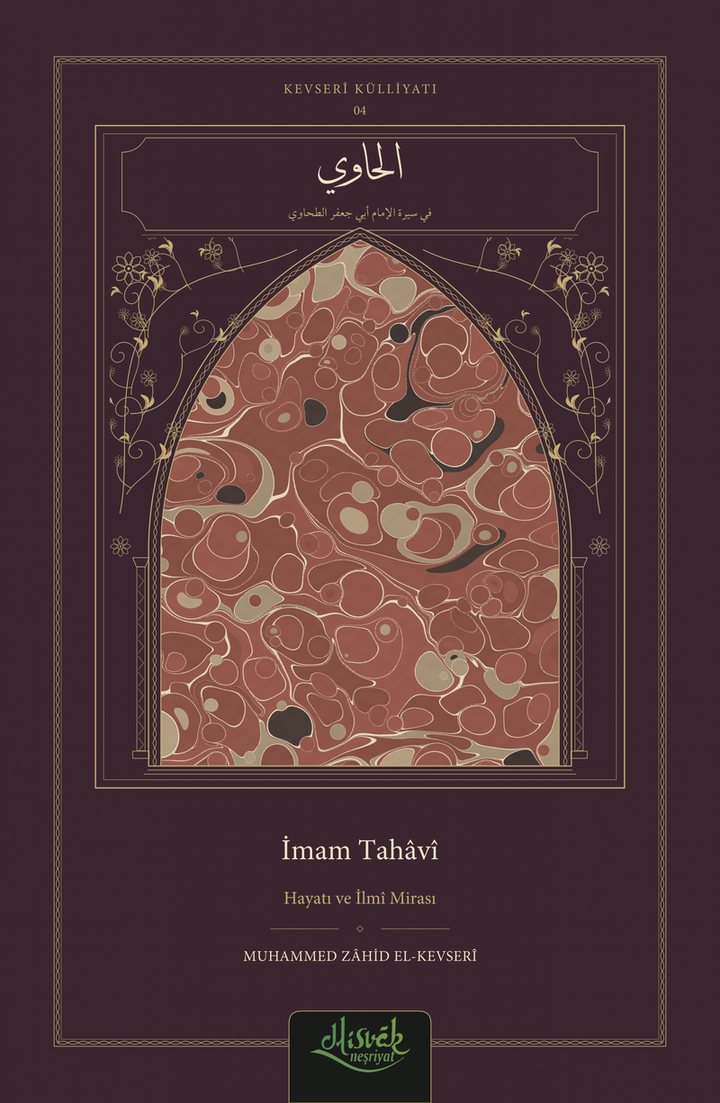 KEVSERÎ KÜLLİYATI
04
الحاوي
في سيرة الإمام أبي جعفر الطحاوي
İmam Tahâvî
Hayatı ve İlmî Mirası
MUHAMMED ZÂHİD EL-KEVSERÎ
Misvâk
neşriyat